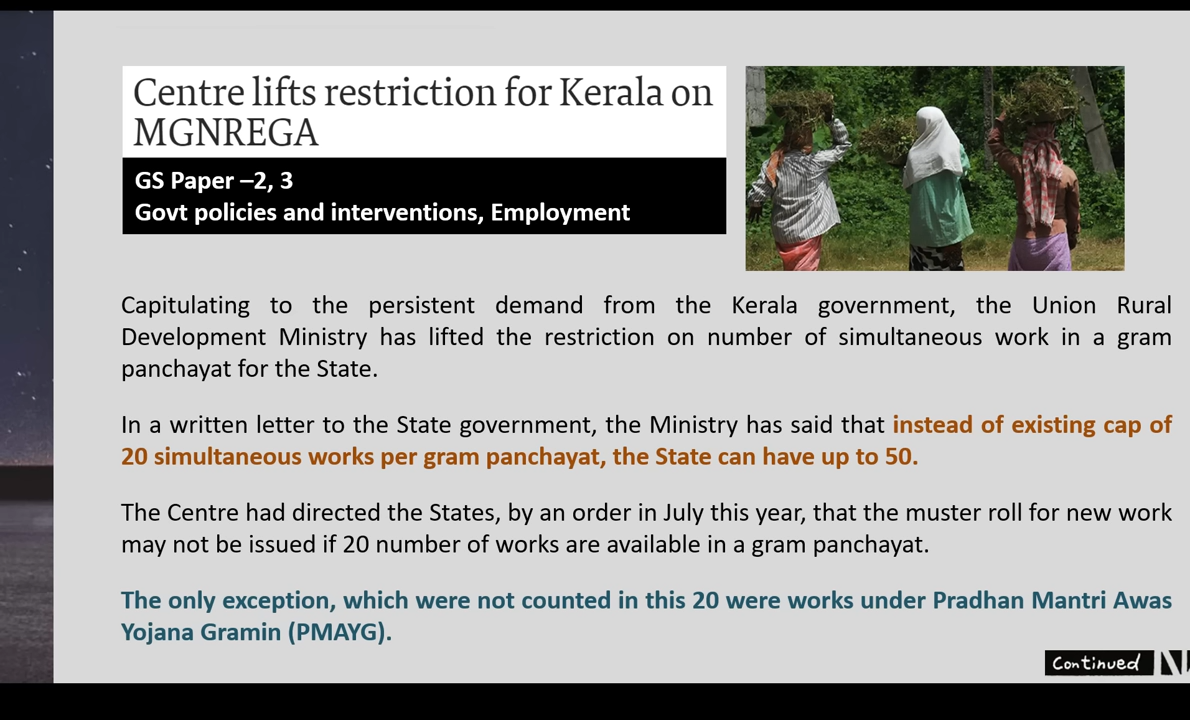 Centre lifts restriction for Kerala on
MGNREGA
GS Paper –2, 3
Govt policies and interventions, Employment
Capitulating to the persistent demand from the Kerala government, the Union Rural
Development Ministry has lifted the restriction on number of simultaneous work in a gram
panchayat for the State.
In a written letter to the State government, the Ministry has said that instead of existing cap of
20 simultaneous works per gram panchayat, the State can have up to 50.
The Centre had directed the States, by an order in July this year, that the muster roll for new work
may not be issued if 20 number of works are available in a gram panchayat.
The only exception, which were not counted in this 20 were works under Pradhan Mantri Awas
Yojana Gramin (PMAYG).
Continued